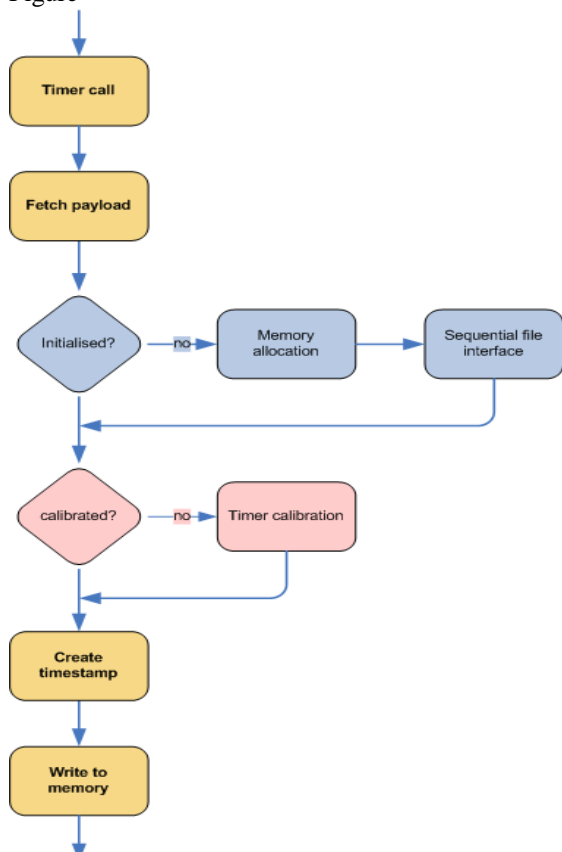 Figure
Timer call
Fetch payload
Initialised?
no
Memory
allocation
Sequential file
interface
calibrated?
no
Timer calibration
Create
timestamp
Write to
memory